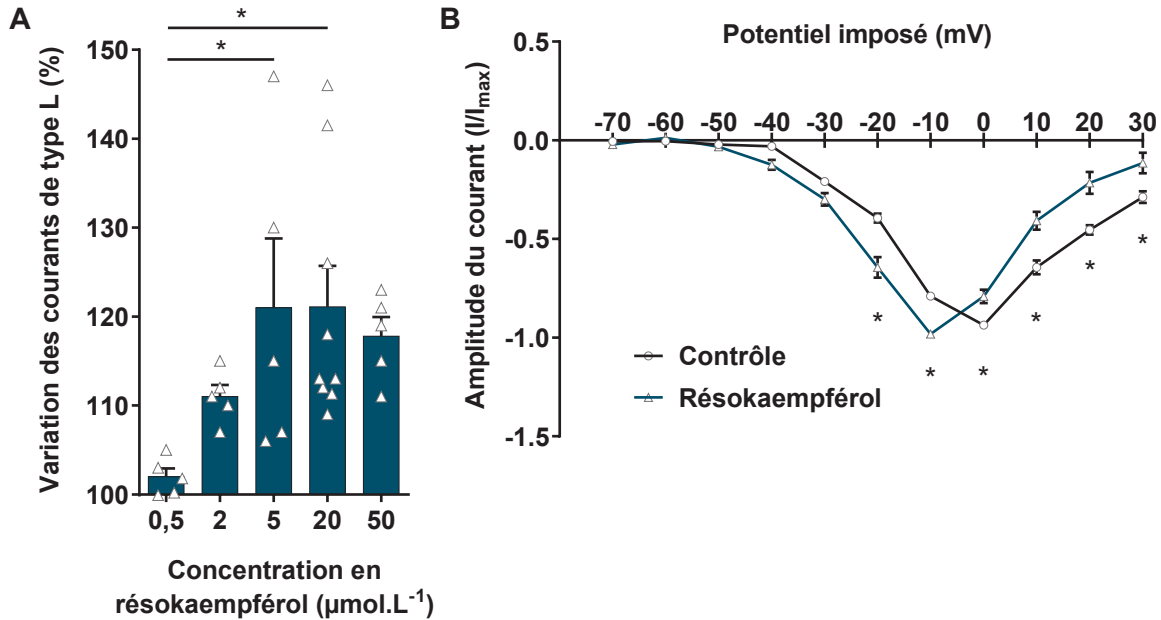 A
*
*
Variation des courants de type L (%)
150
140
130
120
110
100
0,5 2 5 20 50
Concentration en
résokaempférol (µmol.L⁻¹)
B
Potentiel imposé (mV)
Amplitude du courant (I/Imax)
0.5
0.0
-0.5
-1.0
-1.5
-70 -60 -50 -40 -30 -20 -10 0 10 20 30
*
*
*
*
*
*
Contrôle
Résokaempférol